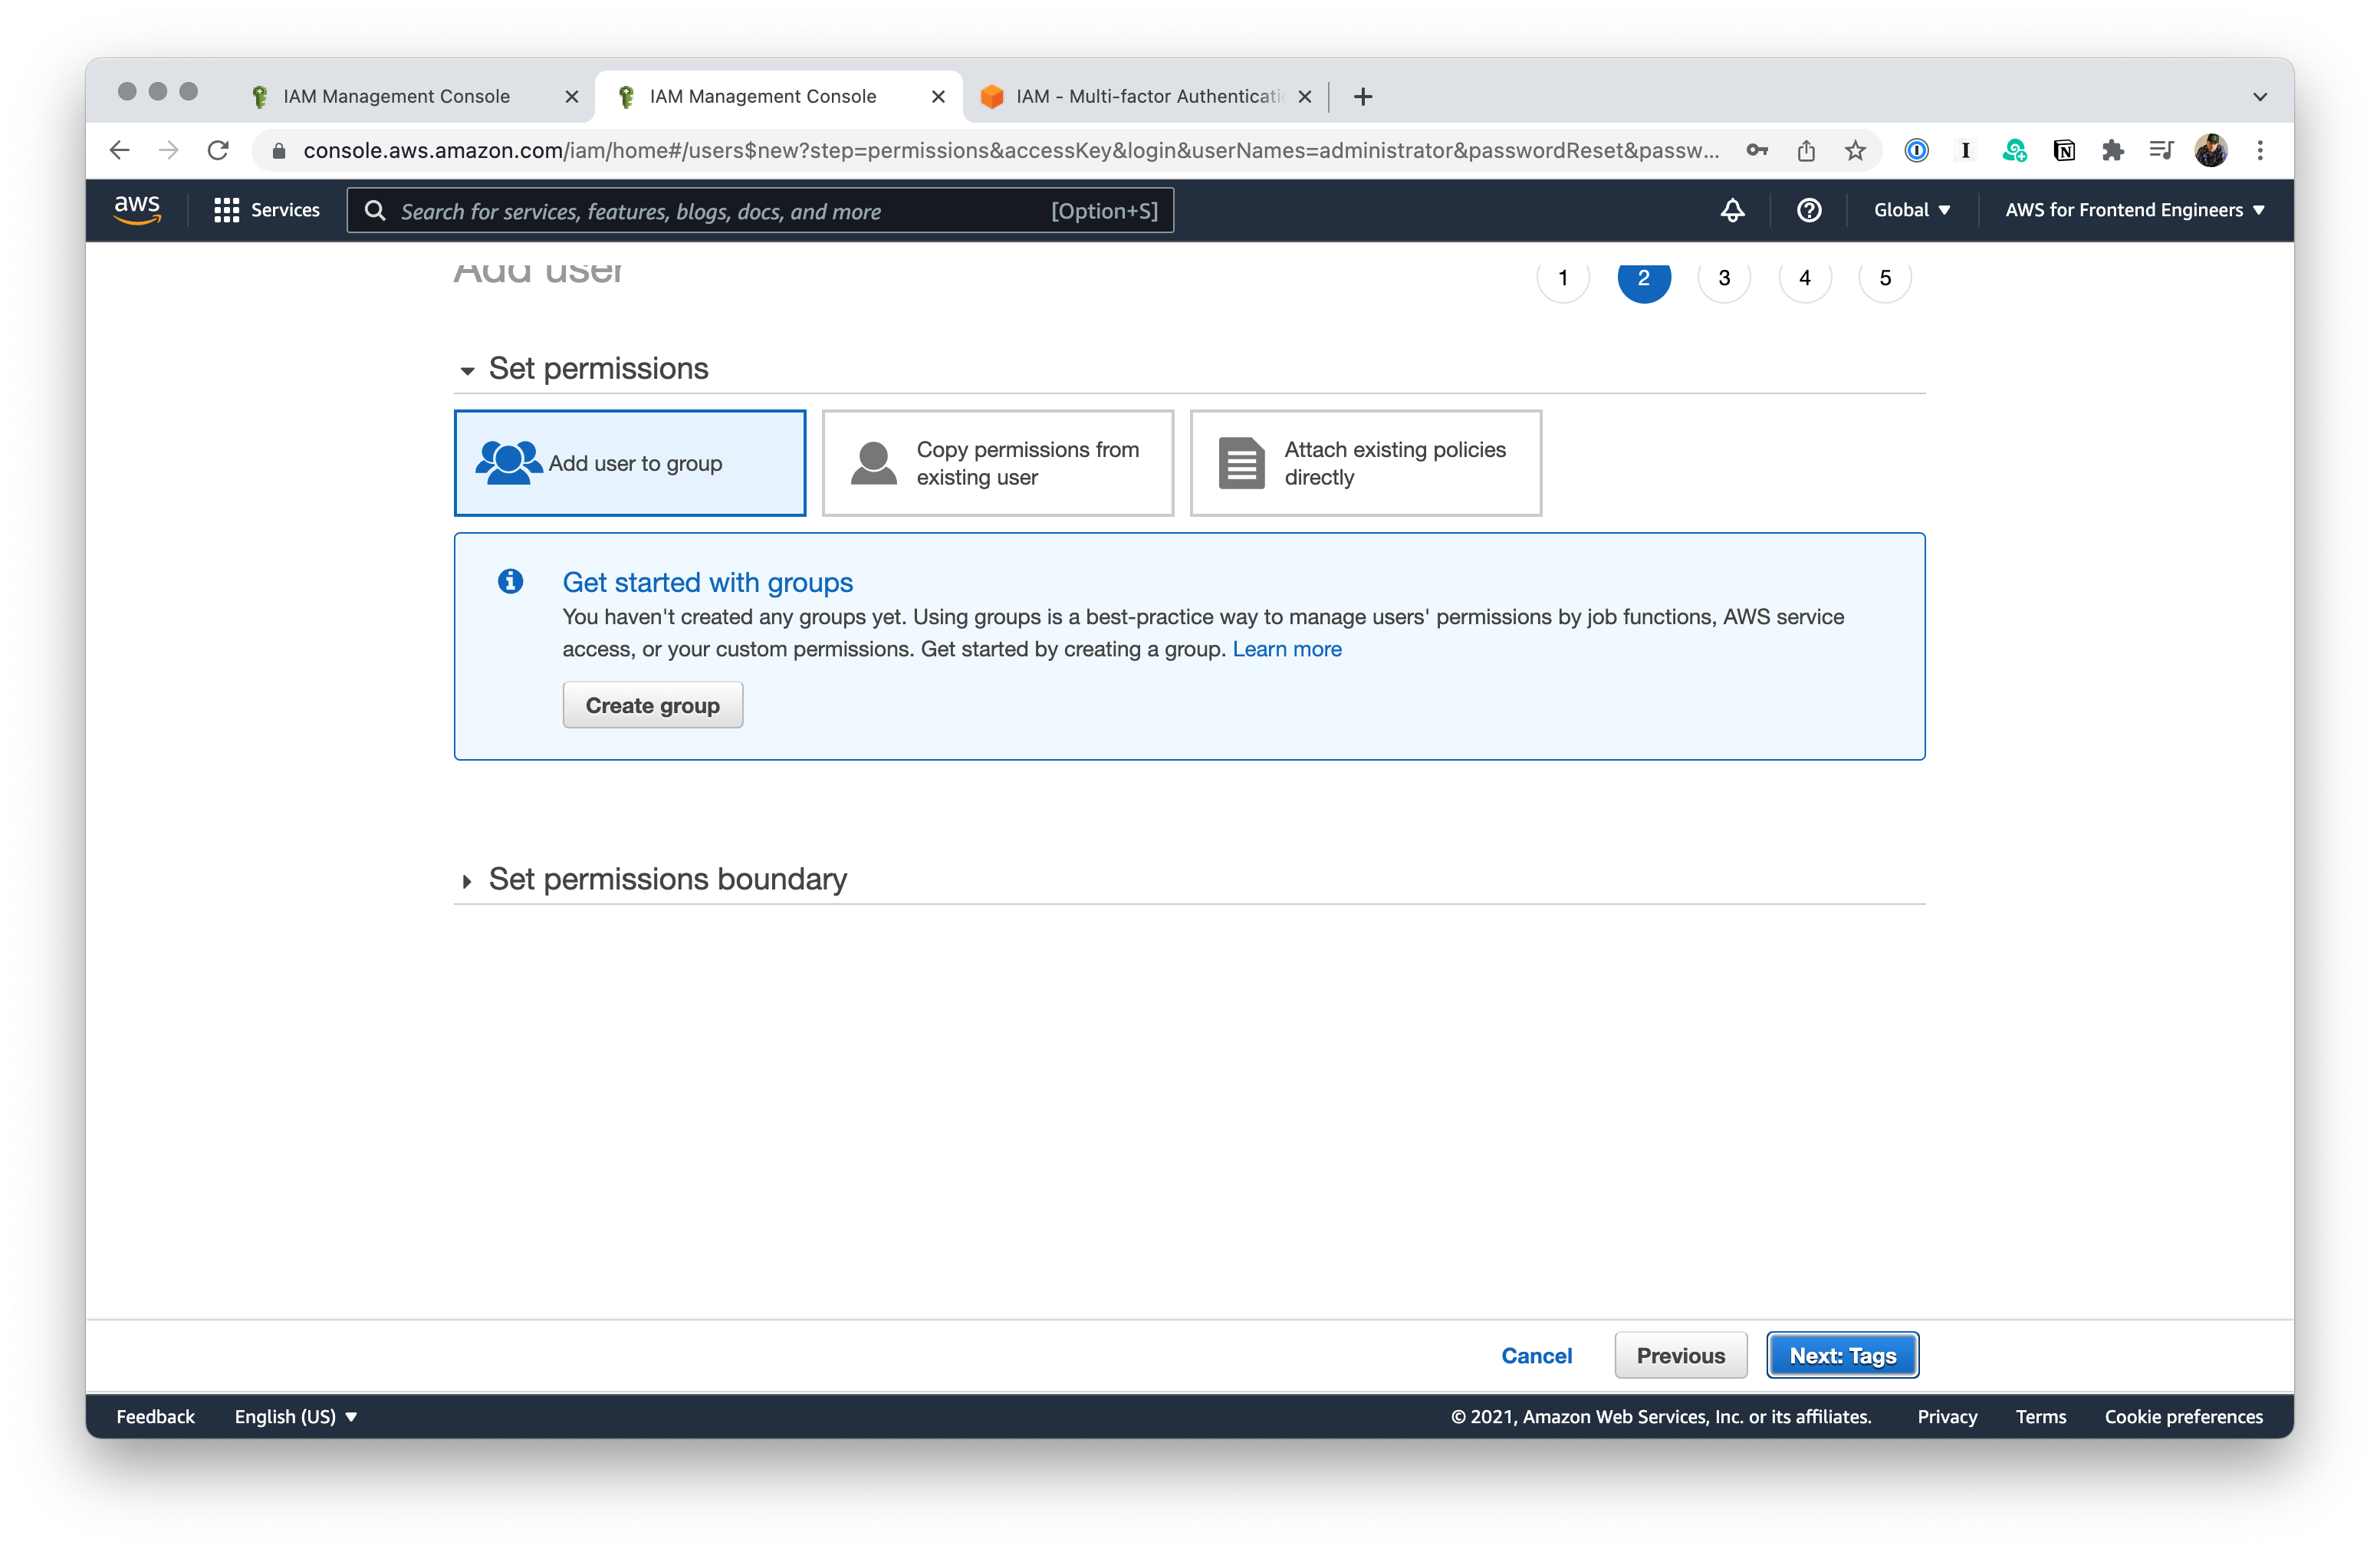 IAM Management Console
IAM Management Console
IAM - Multi-factor Authenticati
console.aws.amazon.com/iam/home#/users$new?step=permissions&accessKey&login&userNames=administrator&passwordReset&passw...
aws
Services
Search for services, features, blogs, docs, and more
[Option+S]
Global
AWS for Frontend Engineers
Add user
1
2
3
4
5
Set permissions
Add user to group
Copy permissions from
existing user
Attach existing policies
directly
Get started with groups
You haven't created any groups yet. Using groups is a best-practice way to manage users' permissions by job functions, AWS service
access, or your custom permissions. Get started by creating a group. Learn more
Create group
Set permissions boundary
Cancel
Previous
Next: Tags
Feedback
English (US)
© 2021, Amazon Web Services, Inc. or its affiliates.
Privacy
Terms
Cookie preferences